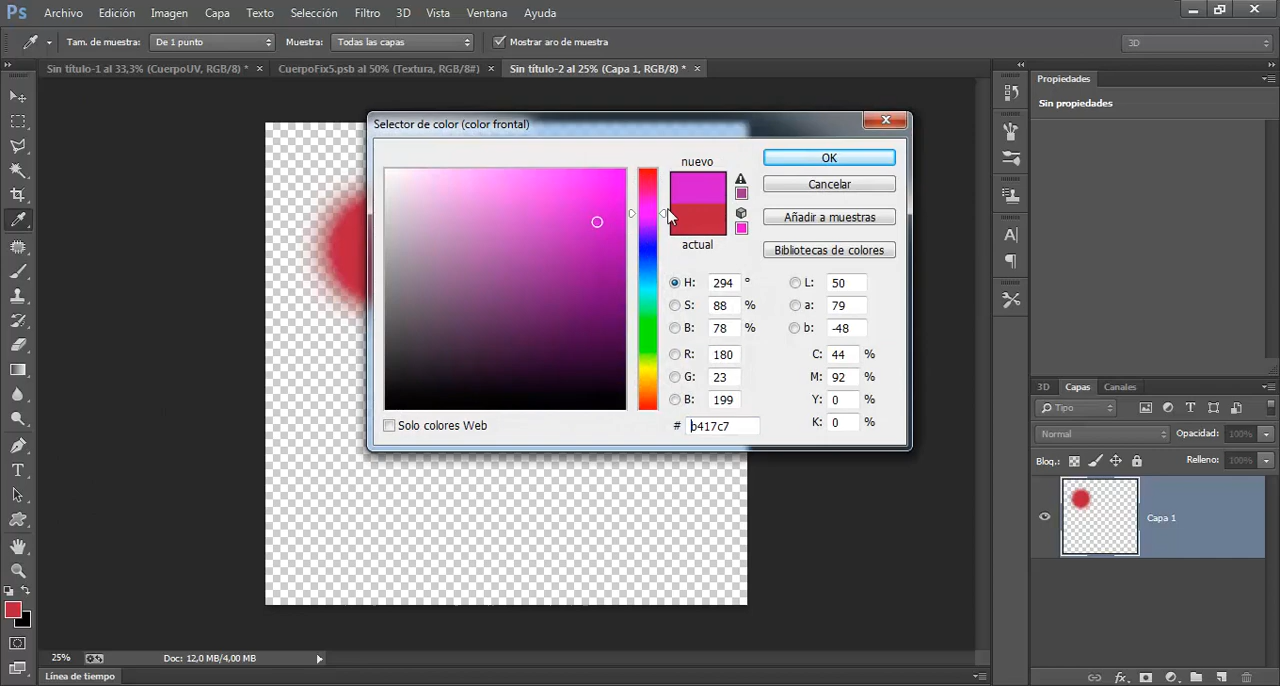 Ps Archivo Edición Imagen Capa Texto Selección Filtro 3D Vista Ventana Ayuda
Tam. de muestra: De 1 punto Muestra: Todas las capas Mostrar aro de muestra 3D
Sin título-1 al 33,3% (CuerpoUV, RGB/8) * × CuerpoFix5.psb al 50% (Textura, RGB/8#) × Sin título-2 al 25% (Capa 1, RGB/8) * ×
Propiedades
Sin propiedades
Selector de color (color frontal)
nuevo
OK
Cancelar
Añadir a muestras
actual
Bibliotecas de colores
H: 294 ° L: 50
S: 88 % a: 79
B: 78 % b: -48
R: 180 C: 44 %
G: 23 M: 92 %
B: 199 Y: 0 %
Solo colores Web # b417c7 K: 0 %
3D Capas Canales
Tipo
Normal Opacidad: 100%
Bloq.: Relleno: 100%
Capa 1
25% Doc: 12,0 MB/4,00 MB
Línea de tiempo